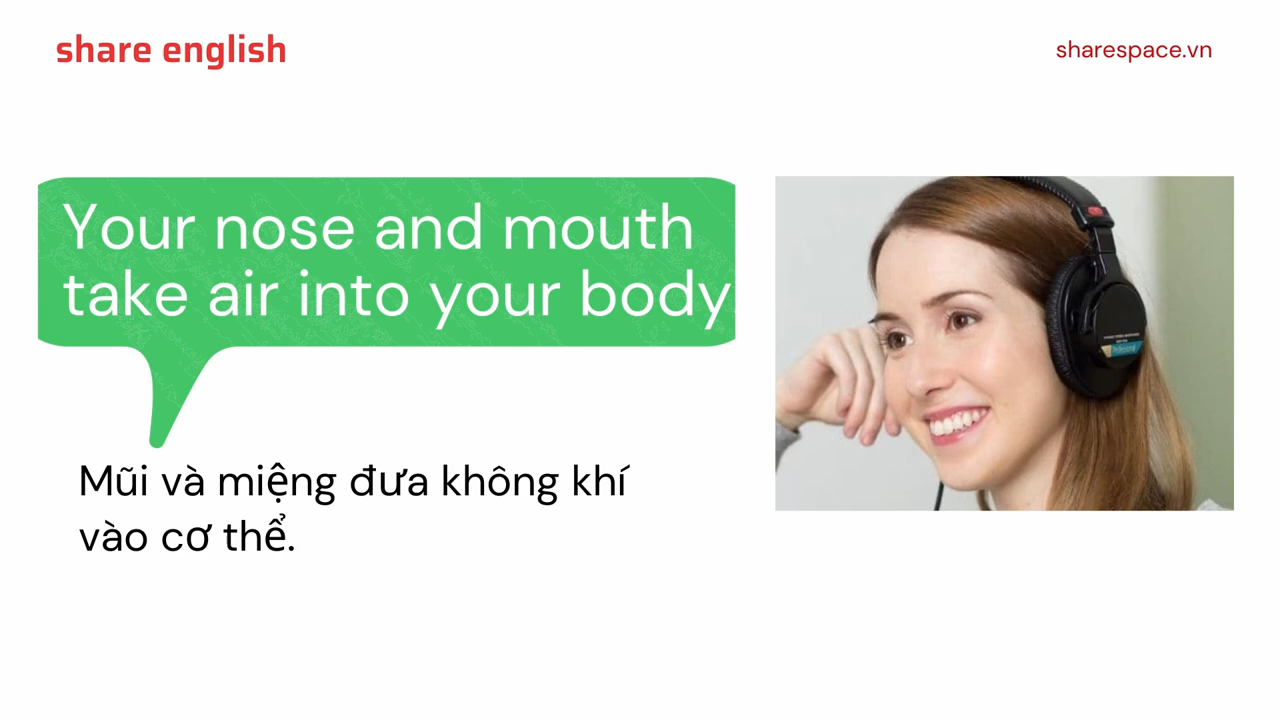 share english
sharespace.vn
Your nose and mouth
take air into your body
Mũi và miệng đưa không khí
vào cơ thể.